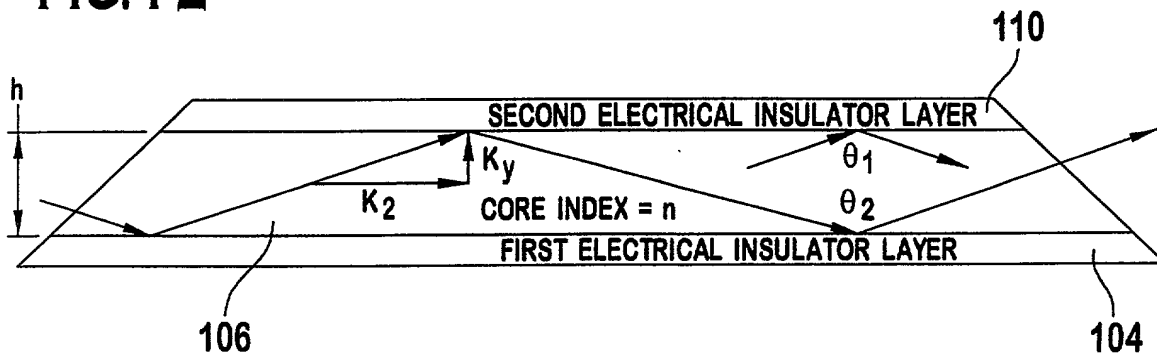 110
h
SECOND ELECTRICAL INSULATOR LAYER
Ky
θ1
K2
CORE INDEX = n
θ2
FIRST ELECTRICAL INSULATOR LAYER
106
104